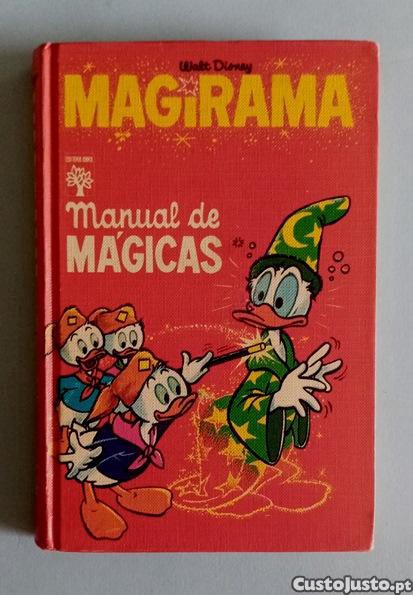 Walt Disney
MAGiRAMA
EDITORA ABRIL
Manual de
MÁGICAS
CustoJusto.pt